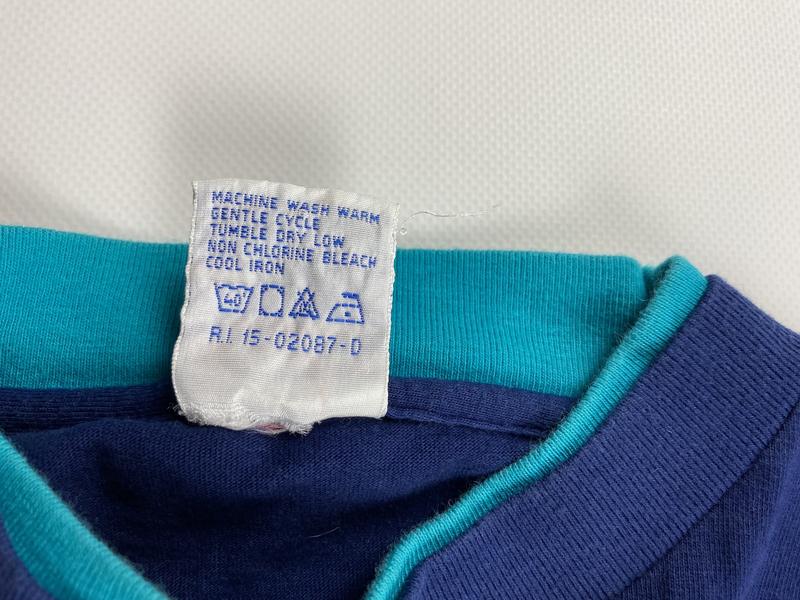 MACHINE WASH WARM
GENTLE CYCLE
TUMBLE DRY LOW
NON CHLORINE BLEACH
COOL IRON
40°
R.I. 15-02087-D